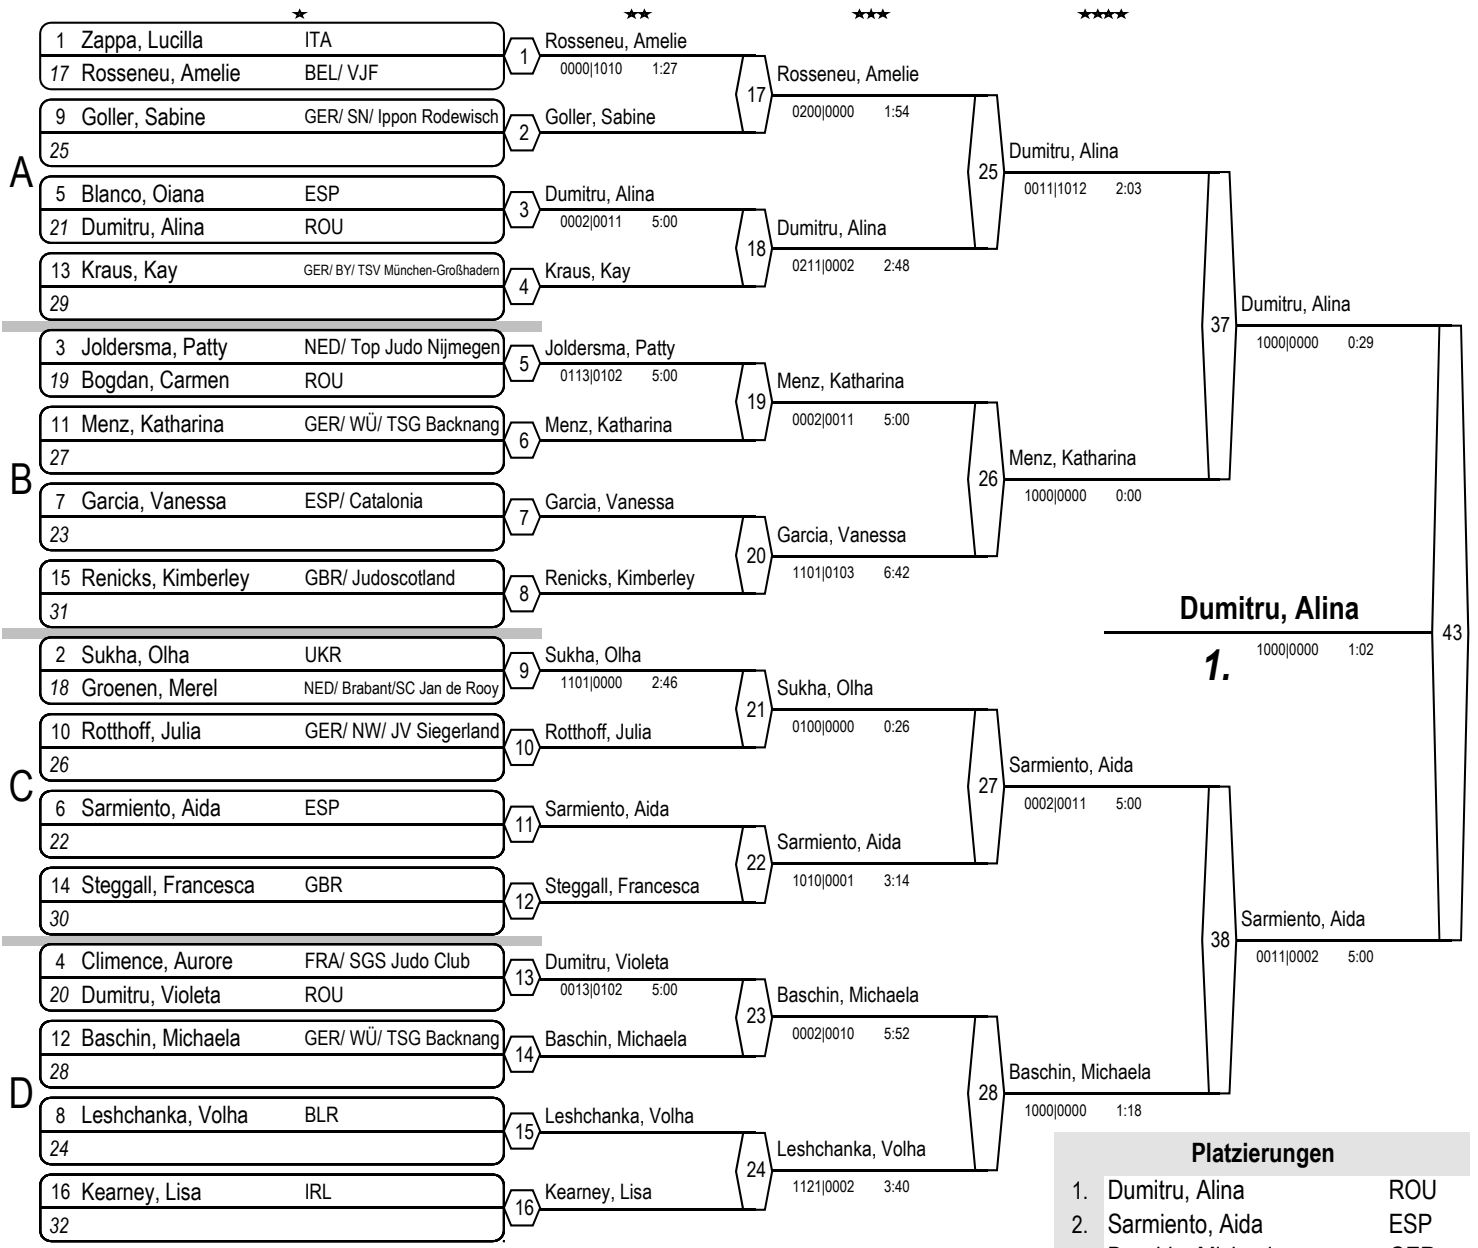 1 Zappa, Lucilla ITA
17 Rosseneu, Amelie BEL/ VJF
9 Goller, Sabine GER/ SN/ Ippon Rodewisch
25
A
5 Blanco, Oiana ESP
21 Dumitru, Alina ROU
13 Kraus, Kay GER/ BY/ TSV München-Großhadern
29
3 Joldersma, Patty NED/ Top Judo Nijmegen
19 Bogdan, Carmen ROU
11 Menz, Katharina GER/ WÜ/ TSG Backnang
27
B
7 Garcia, Vanessa ESP/ Catalonia
23
15 Renicks, Kimberley GBR/ Judoscotland
31
2 Sukha, Olha UKR
18 Groenen, Merel NED/ Brabant/SC Jan de Rooy
10 Rotthoff, Julia GER/ NW/ JV Siegerland
26
C
6 Sarmiento, Aida ESP
22
14 Steggall, Francesca GBR
30
4 Climence, Aurore FRA/ SGS Judo Club
20 Dumitru, Violeta ROU
12 Baschin, Michaela GER/ WÜ/ TSG Backnang
28
D
8 Leshchanka, Volha BLR
24
16 Kearney, Lisa IRL
32
1 Rosseneu, Amelie
0000|1010 1:27
2 Goller, Sabine
3 Dumitru, Alina
0002|0011 5:00
4 Kraus, Kay
5 Joldersma, Patty
0113|0102 5:00
6 Menz, Katharina
7 Garcia, Vanessa
8 Renicks, Kimberley
9 Sukha, Olha
1101|0000 2:46
10 Rotthoff, Julia
11 Sarmiento, Aida
12 Steggall, Francesca
13 Dumitru, Violeta
0013|0102 5:00
14 Baschin, Michaela
15 Leshchanka, Volha
16 Kearney, Lisa
17 Rosseneu, Amelie
0200|0000 1:54
18 Dumitru, Alina
0211|0002 2:48
19 Menz, Katharina
0002|0011 5:00
20 Garcia, Vanessa
1101|0103 6:42
21 Sukha, Olha
0100|0000 0:26
22 Sarmiento, Aida
1010|0001 3:14
23 Baschin, Michaela
0002|0010 5:52
24 Leshchanka, Volha
1121|0002 3:40
25 Dumitru, Alina
0011|1012 2:03
26 Menz, Katharina
1000|0000 0:00
27 Sarmiento, Aida
0002|0011 5:00
28 Baschin, Michaela
1000|0000 1:18
37 Dumitru, Alina
1000|0000 0:29
38 Sarmiento, Aida
0011|0002 5:00
Dumitru, Alina
43
1. 1000|0000 1:02
Platzierungen
1. Dumitru, Alina ROU
2. Sarmiento, Aida ESP